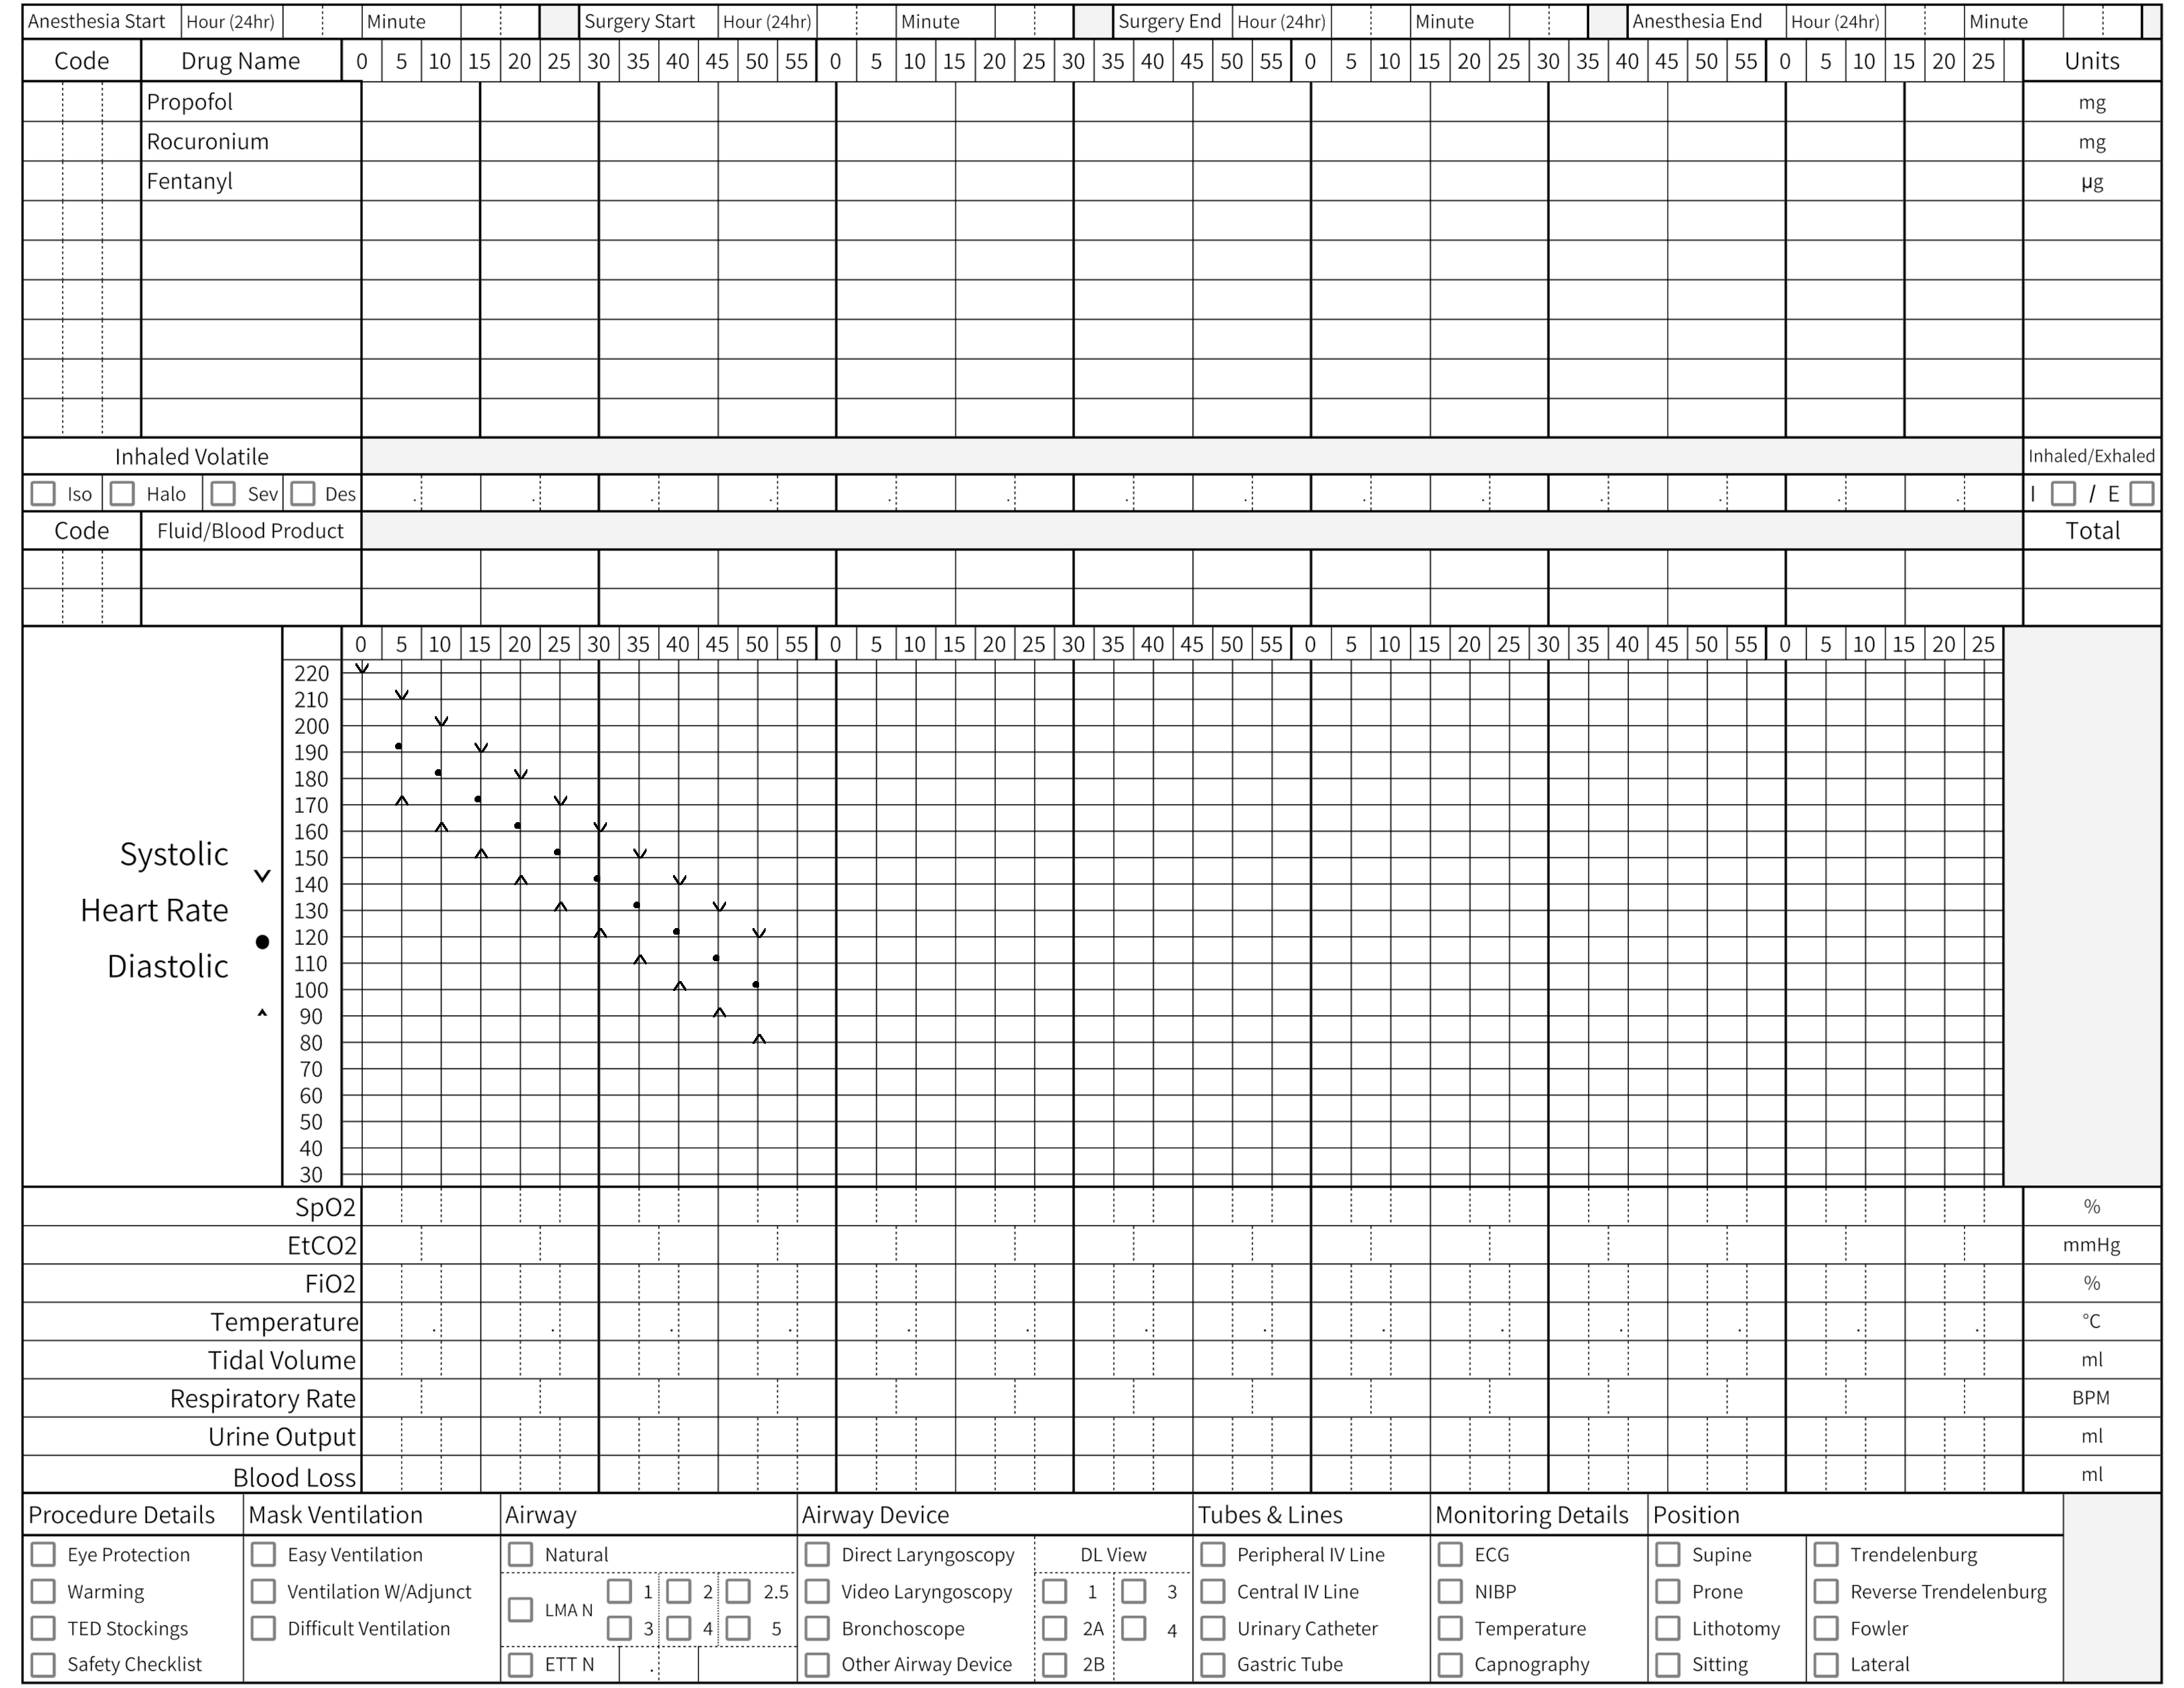 Anesthesia Start Hour (24hr) Minute Surgery Start Hour (24hr) Minute Surgery End Hour (24hr) Minute Anesthesia End Hour (24hr) Minute
Code Drug Name 0 5 10 15 20 25 30 35 40 45 50 55 0 5 10 15 20 25 30 35 40 45 50 55 0 5 10 15 20 25 30 35 40 45 50 55 0 5 10 15 20 25 Units
Propofol mg
Rocuronium mg
Fentanyl µg
Inhaled Volatile Inhaled/Exhaled
Iso Halo Sev Des . . . . . . . . . . . . . . I / E
Code Fluid/Blood Product Total
0 5 10 15 20 25 30 35 40 45 50 55 0 5 10 15 20 25 30 35 40 45 50 55 0 5 10 15 20 25 30 35 40 45 50 55 0 5 10 15 20 25
220
210
200
190
180
170
160
Systolic 150
140
Heart Rate 130
120
Diastolic 110
100
90
80
70
60
50
40
30
SpO2 %
EtCO2 mmHg
FiO2 %
Temperature . . . . . . . . . . . . . . °C
Tidal Volume ml
Respiratory Rate BPM
Urine Output ml
Blood Loss ml
Procedure Details Mask Ventilation Airway Airway Device Tubes & Lines Monitoring Details Position
Eye Protection Easy Ventilation Natural Direct Laryngoscopy DL View Peripheral IV Line ECG Supine Trendelenburg
Warming Ventilation W/Adjunct LMA N 1 2 2.5 Video Laryngoscopy 1 3 Central IV Line NIBP Prone Reverse Trendelenburg
TED Stockings Difficult Ventilation 3 4 5 Bronchoscope 2A 4 Urinary Catheter Temperature Lithotomy Fowler
Safety Checklist ETT N . Other Airway Device 2B Gastric Tube Capnography Sitting Lateral